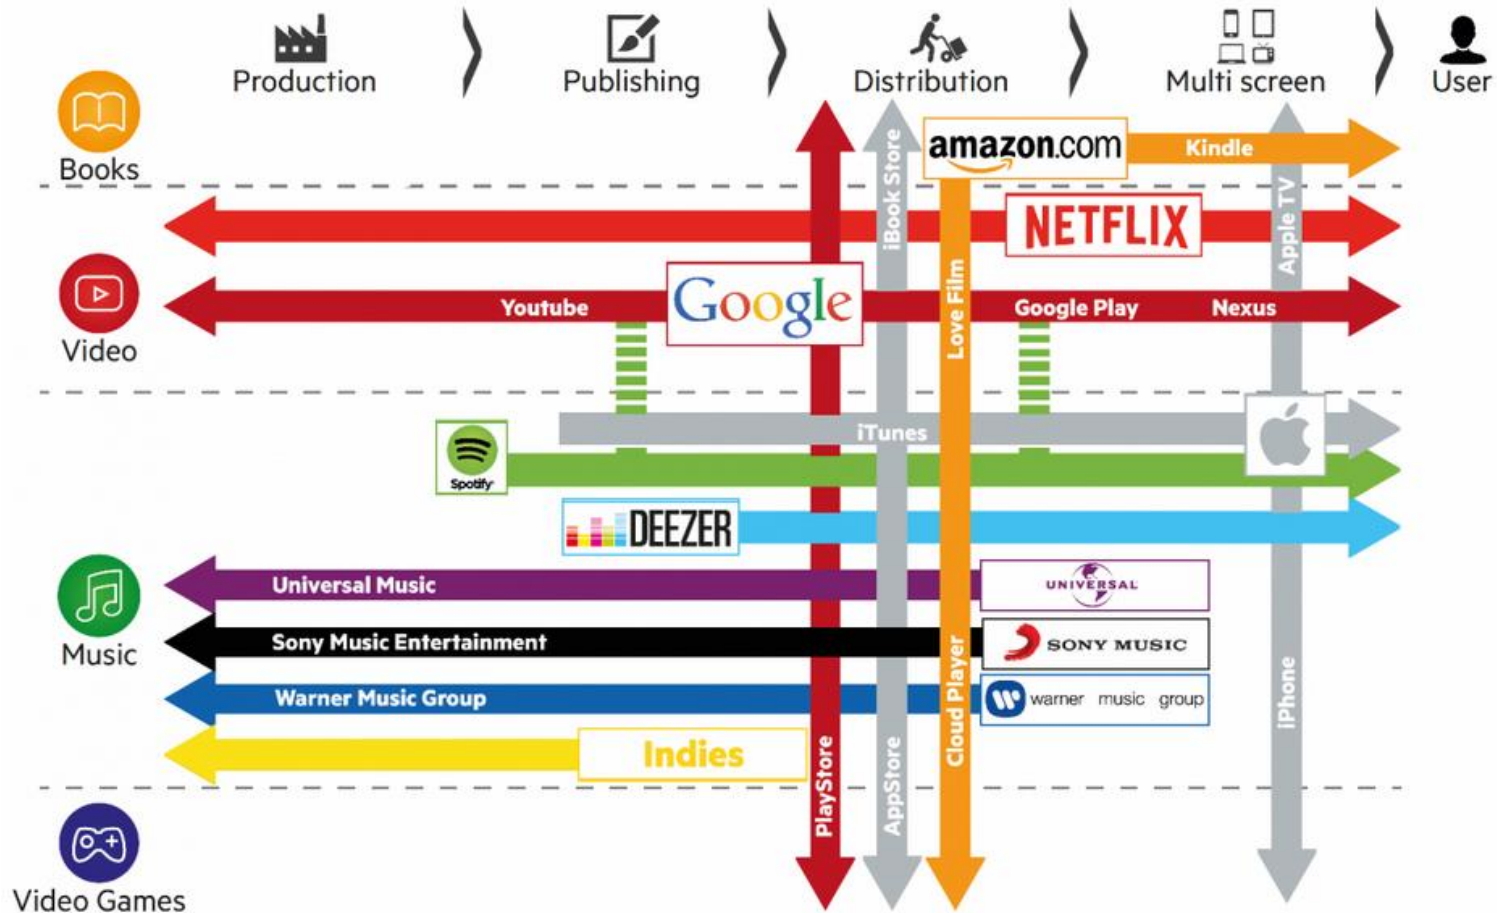 Production
Publishing
Distribution
Multi screen
User
Books
amazon.com
Kindle
iBook Store
Apple TV
NETFLIX
Video
Youtube
Google
Love Film
Google Play
Nexus
iTunes
Spotify
DEEZER
Music
Universal Music
UNIVERSAL
Sony Music Entertainment
SONY MUSIC
Warner Music Group
warner music group
Indies
PlayStore
AppStore
Cloud Player
iPhone
Video Games